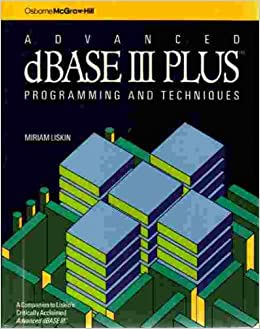 Osborne McGraw-Hill
ADVANCED
dBASE III PLUS™
PROGRAMMING AND TECHNIQUES
MIRIAM LISKIN
A Companion to Liskin's
Critically Acclaimed
Advanced dBASE III®